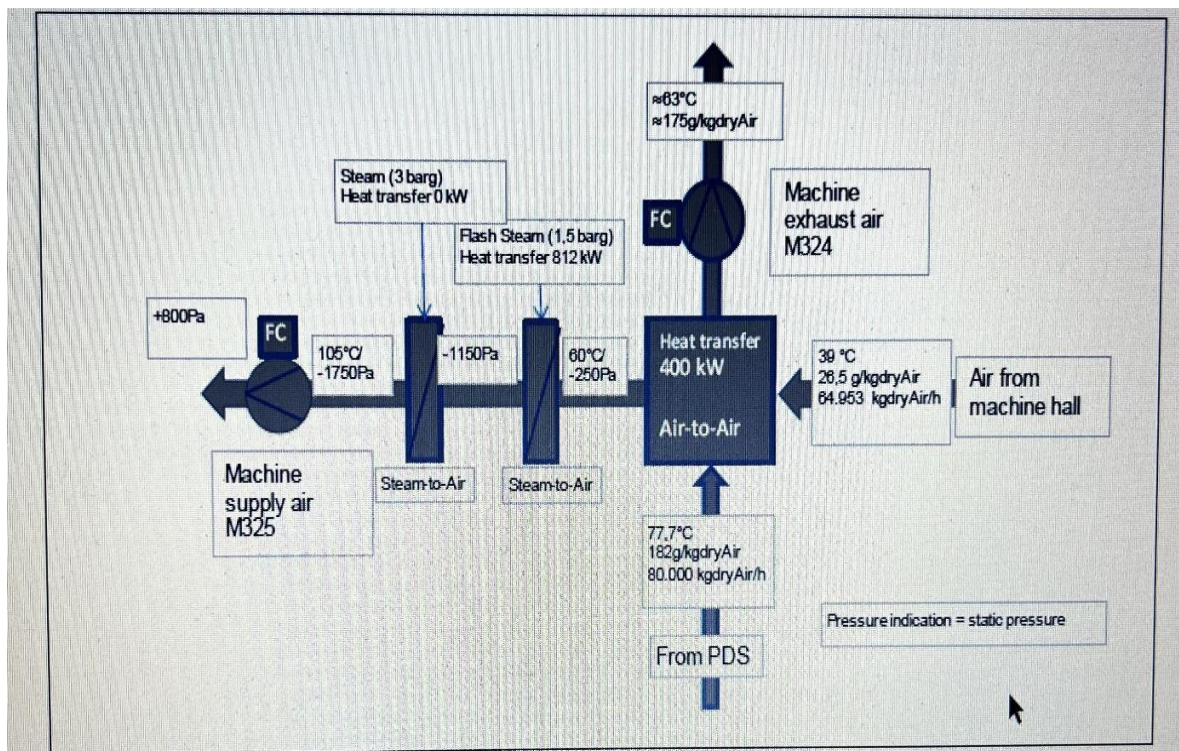 ≈63°C
≈175g/kgdryAir
Steam (3 barg)
Heat transfer 0 kW
Machine
exhaust air
M324
FC
Flash Steam (1,5 barg)
Heat transfer 812 kW
+800Pa
FC
105°C/
-1750Pa
-1150Pa
60°C/
-250Pa
Heat transfer
400 kW
Air-to-Air
39 °C
26,5 g/kgdryAir
64.953 kgdryAir/h
Air from
machine hall
Machine
supply air
M325
Steam-to-Air
Steam-to-Air
77,7°C
182g/kgdryAir
80.000 kgdryAir/h
Pressure indication = static pressure
From PDS